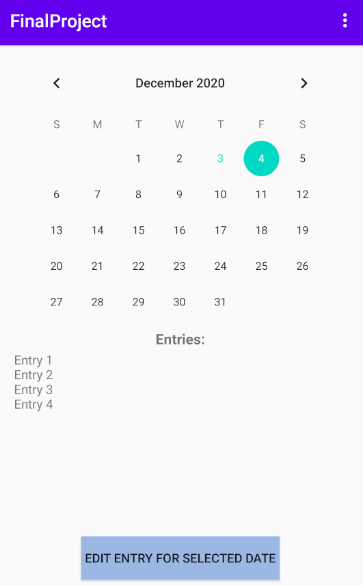 FinalProject
December 2020
S M T W T F S
1 2 3 4 5
6 7 8 9 10 11 12
13 14 15 16 17 18 19
20 21 22 23 24 25 26
27 28 29 30 31
Entries:
Entry 1
Entry 2
Entry 3
Entry 4
EDIT ENTRY FOR SELECTED DATE